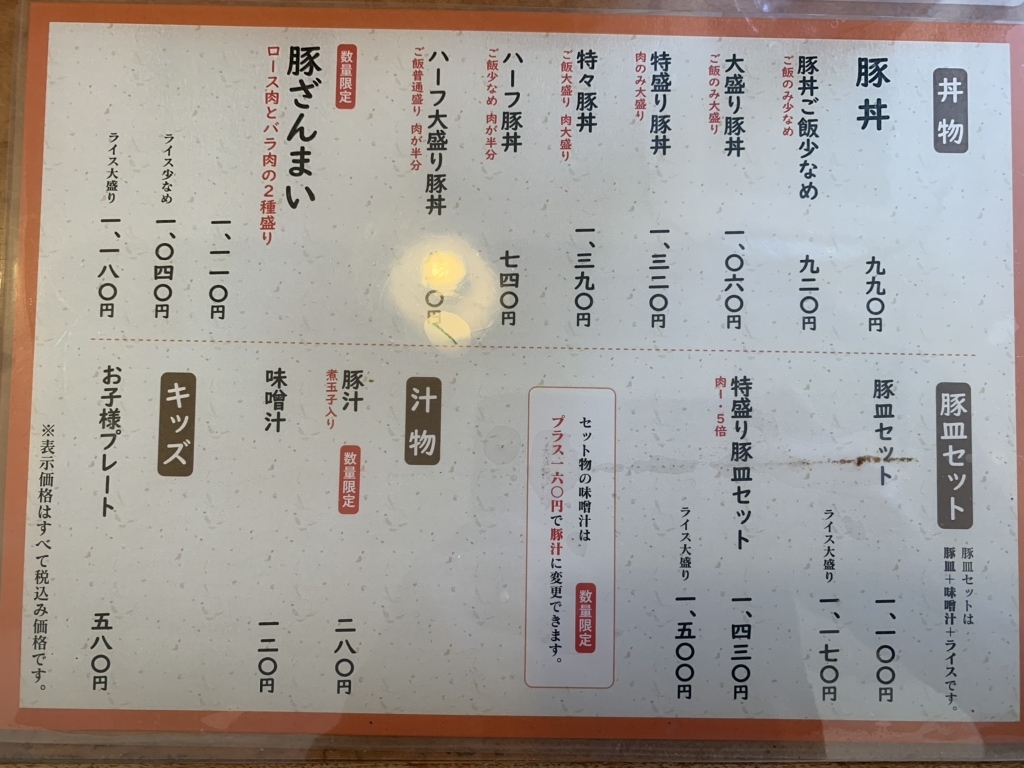 丼物
豚丼 九九〇円
豚丼ご飯少なめ 九二〇円
ご飯のみ少なめ
大盛り豚丼 一、〇六〇円
ご飯のみ大盛り
特盛り豚丼 一、三二〇円
肉のみ大盛り
特々豚丼 一、三九〇円
ご飯大盛り 肉大盛り
ハーフ豚丼 七四〇円
ご飯少なめ 肉が半分
ハーフ大盛り豚丼 〇円
ご飯普通盛り 肉が半分
数量限定
豚ざんまい
ロース肉とバラ肉の2種盛り
一、一一〇円
ライス少なめ 一、〇四〇円
ライス大盛り 一、一八〇円
豚皿セット
豚皿セットは
豚皿+味噌汁+ライスです。
豚皿セット 一、一〇〇円
ライス大盛り 一、一七〇円
特盛り豚皿セット 一、四三〇円
肉一・5倍
ライス大盛り 一、五〇〇円
セット物の味噌汁は 数量限定
プラス一六〇円で豚汁に変更できます。
汁物
豚汁 数量限定 二八〇円
煮玉子入り
味噌汁 一二〇円
キッズ
お子様プレート 五八〇円
※表示価格はすべて税込み価格です。